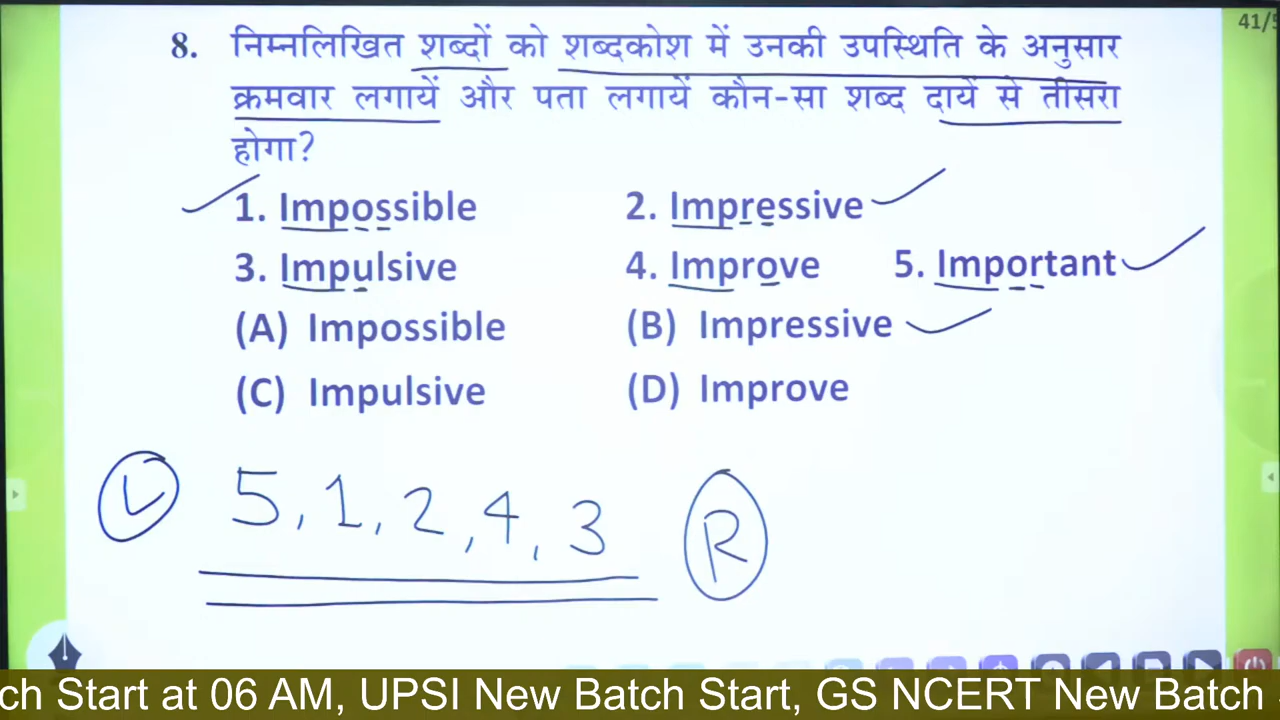 41/
8. निम्नलिखित शब्दों को शब्दकोश में उनकी उपस्थिति के अनुसार
क्रमवार लगायें और पता लगायें कौन-सा शब्द दायें से तीसरा
होगा?
1. Impossible 2. Impressive
3. Impulsive 4. Improve 5. Important
(A) Impossible (B) Impressive
(C) Impulsive (D) Improve
L 5, 1, 2, 4, 3 R
ch Start at 06 AM, UPSI New Batch Start, GS NCERT New Batch